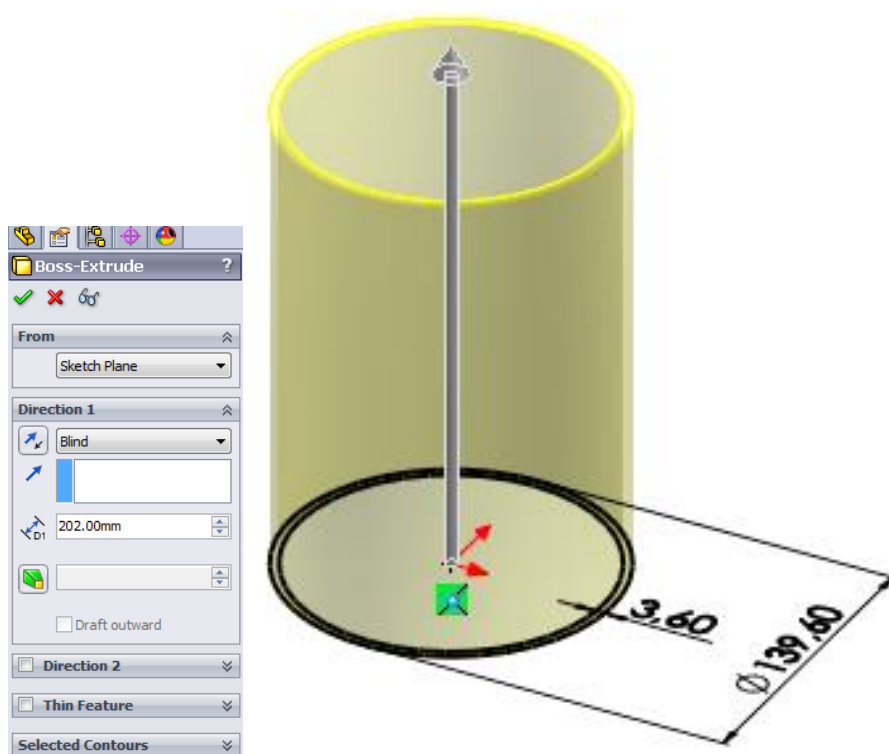 Boss-Extrude ?
From
Sketch Plane
Direction 1
Blind
D1 202.00mm
Draft outward
Direction 2
Thin Feature
Selected Contours
3,60
Ø139,60